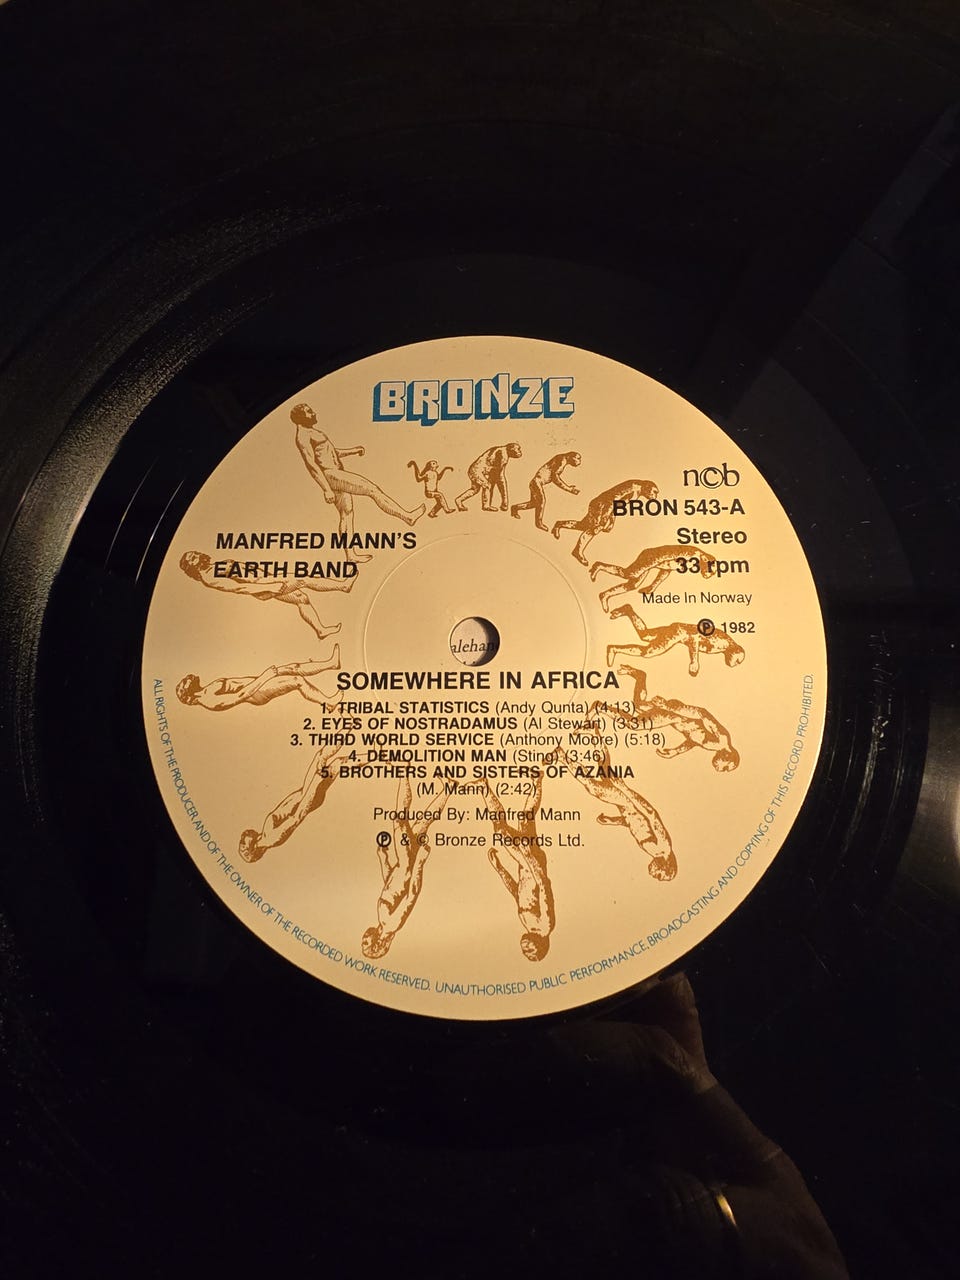 BRONZE
ncb
BRON 543-A
Stereo
33 rpm
Made In Norway
Ⓟ 1982
MANFRED MANN'S
EARTH BAND
alehan
SOMEWHERE IN AFRICA
1. TRIBAL STATISTICS (Andy Qunta) (4:13)
2. EYES OF NOSTRADAMUS (Al Stewart) (3:31)
3. THIRD WORLD SERVICE (Anthony Moore) (5:18)
4. DEMOLITION MAN (Sting) (3:46)
5. BROTHERS AND SISTERS OF AZANIA
(M. Mann) (2:42)
Produced By: Manfred Mann
Ⓟ & © Bronze Records Ltd.
ALL RIGHTS OF THE PRODUCER AND OF THE OWNER OF THE RECORDED WORK RESERVED. UNAUTHORISED PUBLIC PERFORMANCE, BROADCASTING AND COPYING OF THIS RECORD PROHIBITED.